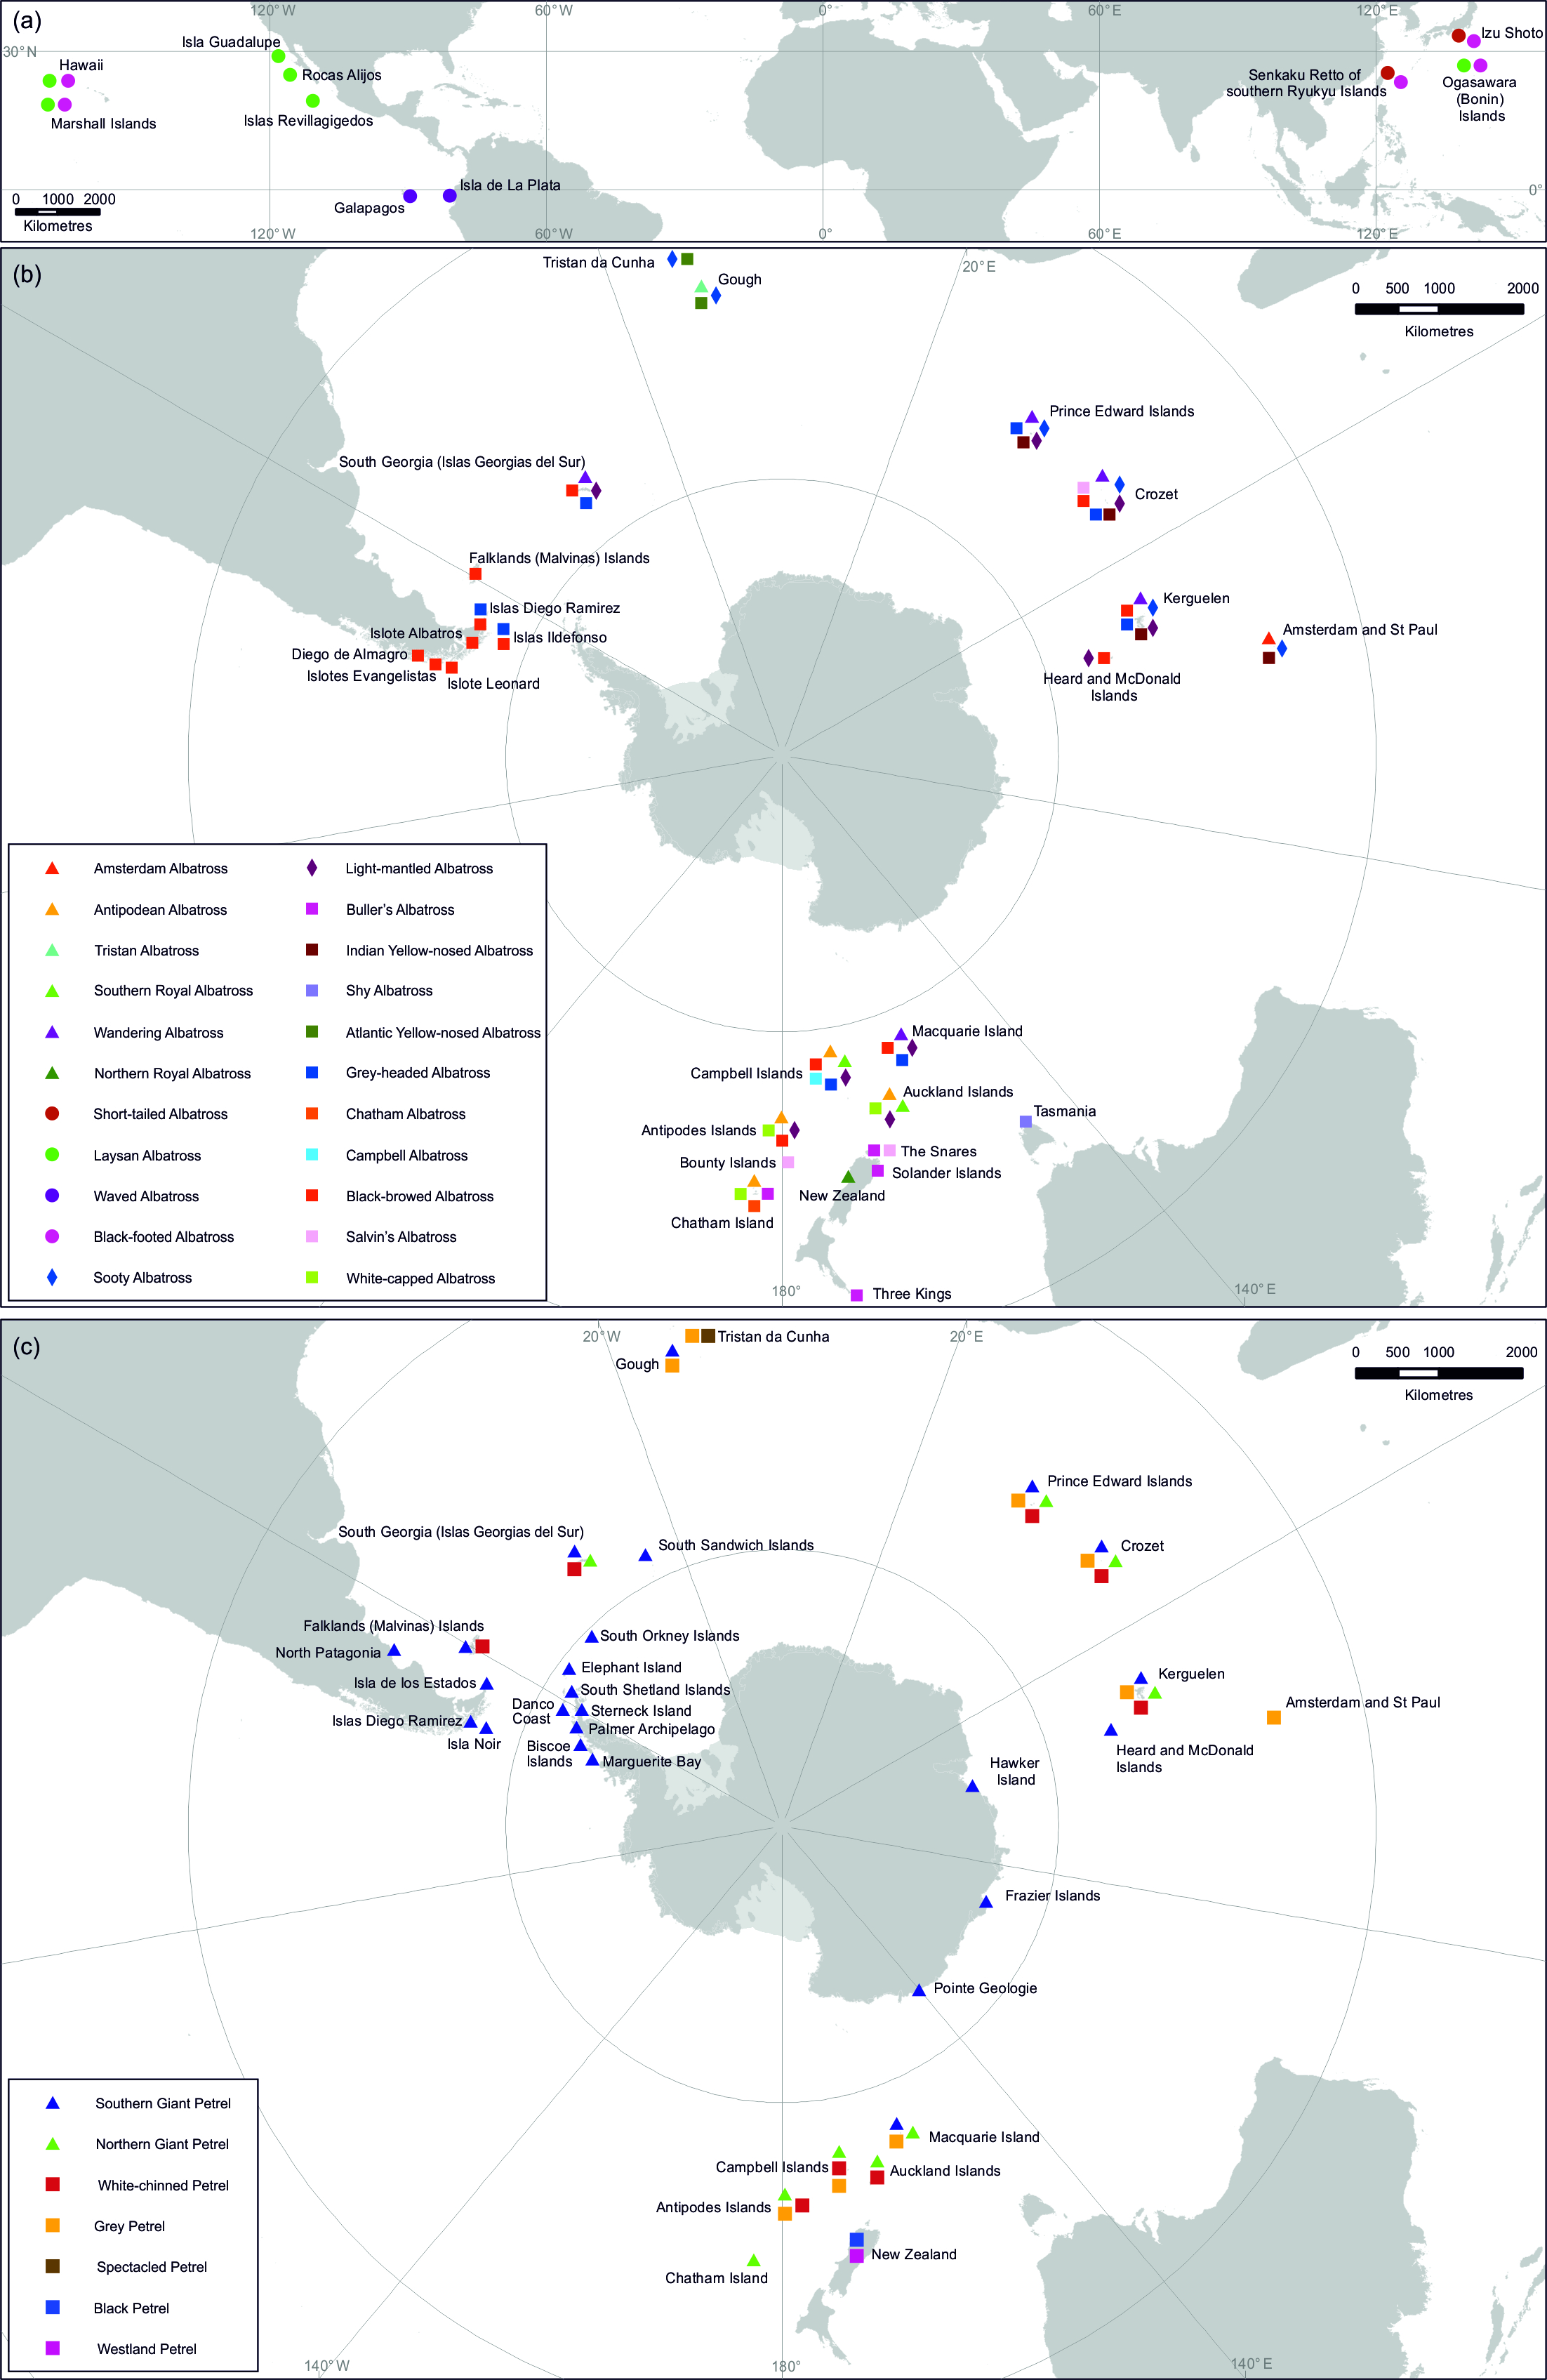 (a)
120°W
60°W
0°
60°E
120°E
30°N
Isla Guadalupe
Hawaii
Rocas Alijos
Marshall Islands
Islas Revillagigedos
Izu Shoto
Senkaku Retto of
southern Ryukyu Islands
Ogasawara
(Bonin)
Islands
Isla de La Plata
Galapagos
0°
0 1000 2000
Kilometres
120°W
60°W
0°
60°E
120°E
(b)
Tristan da Cunha
Gough
20°E
0 500 1000 2000
Kilometres
Prince Edward Islands
South Georgia (Islas Georgias del Sur)
Crozet
Falklands (Malvinas) Islands
Islas Diego Ramirez
Islote Albatros
Islas Ildefonso
Diego de Almagro
Islotes Evangelistas
Islote Leonard
Kerguelen
Amsterdam and St Paul
Heard and McDonald
Islands
Amsterdam Albatross
Antipodean Albatross
Tristan Albatross
Southern Royal Albatross
Wandering Albatross
Northern Royal Albatross
Short-tailed Albatross
Laysan Albatross
Waved Albatross
Black-footed Albatross
Sooty Albatross
Light-mantled Albatross
Buller's Albatross
Indian Yellow-nosed Albatross
Shy Albatross
Atlantic Yellow-nosed Albatross
Grey-headed Albatross
Chatham Albatross
Campbell Albatross
Black-browed Albatross
Salvin's Albatross
White-capped Albatross
Macquarie Island
Campbell Islands
Auckland Islands
Tasmania
Antipodes Islands
The Snares
Bounty Islands
Solander Islands
New Zealand
Chatham Island
Three Kings
180°
140°E
(c)
20°W
Tristan da Cunha
20°E
Gough
0 500 1000 2000
Kilometres
Prince Edward Islands
South Georgia (Islas Georgias del Sur)
South Sandwich Islands
Crozet
Falklands (Malvinas) Islands
North Patagonia
South Orkney Islands
Isla de los Estados
Elephant Island
South Shetland Islands
Danco
Coast
Sterneck Island
Islas Diego Ramirez
Palmer Archipelago
Isla Noir
Biscoe
Islands
Marguerite Bay
Kerguelen
Amsterdam and St Paul
Heard and McDonald
Islands
Hawker
Island
Frazier Islands
Pointe Geologie
Southern Giant Petrel
Northern Giant Petrel
White-chinned Petrel
Grey Petrel
Spectacled Petrel
Black Petrel
Westland Petrel
Macquarie Island
Campbell Islands
Auckland Islands
Antipodes Islands
New Zealand
Chatham Island
140°W
180°
140°E